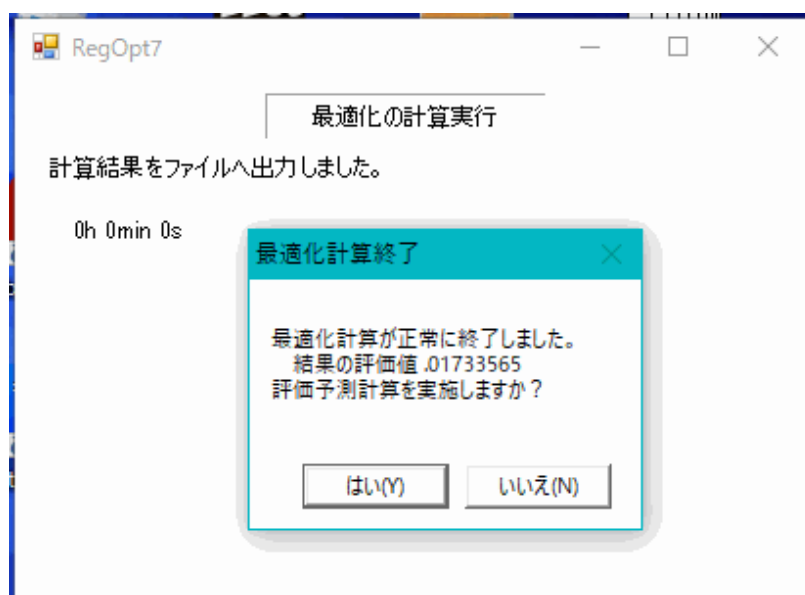 RegOpt7
最適化の計算実行
計算結果をファイルへ出力しました。
0h 0min 0s
最適化計算終了
最適化計算が正常に終了しました。
結果の評価値 .01733565
評価予測計算を実施しますか？
はい(Y)
いいえ(N)